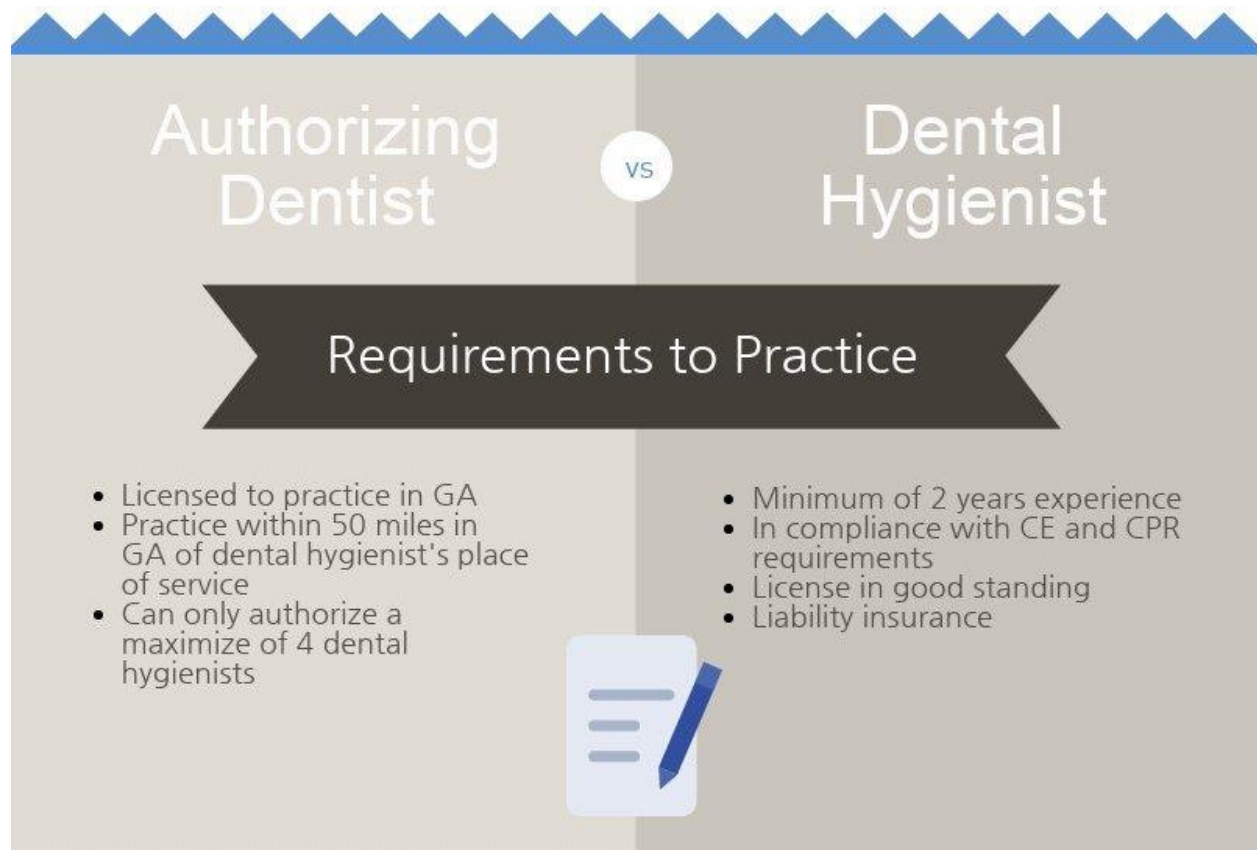 Authorizing
Dentist
vs
Dental
Hygienist
Requirements to Practice
• Licensed to practice in GA
• Practice within 50 miles in
GA of dental hygienist's place
of service
• Can only authorize a
maximize of 4 dental
hygienists
• Minimum of 2 years experience
• In compliance with CE and CPR
requirements
• License in good standing
• Liability insurance